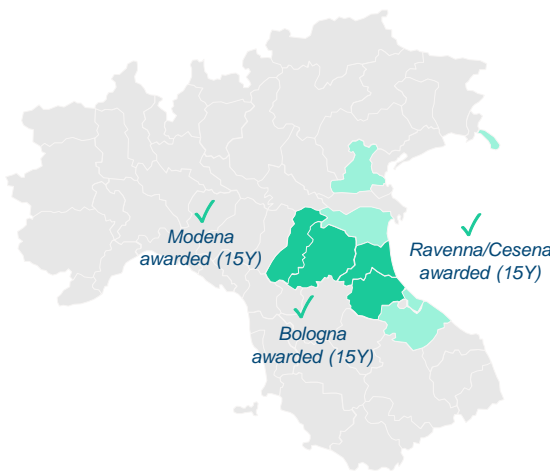 Modena
awarded (15Y)
Ravenna/Cesena
awarded (15Y)
Bologna
awarded (15Y)